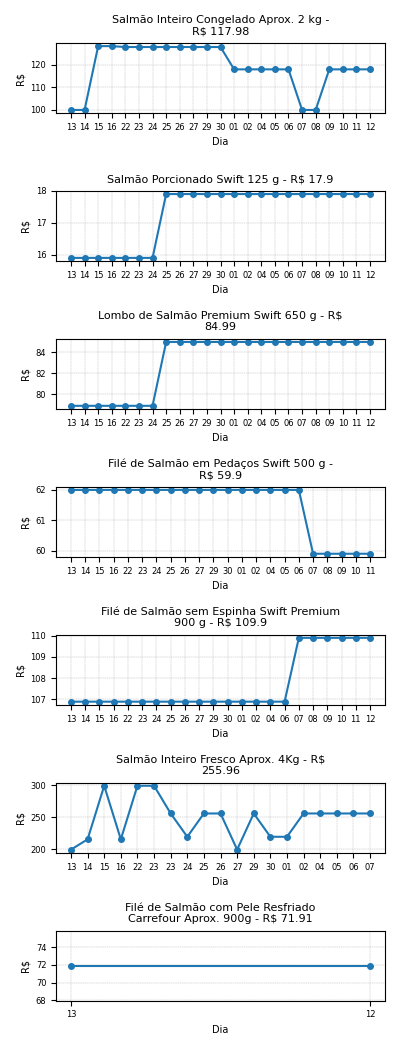 Salmão Inteiro Congelado Aprox. 2 kg -
R$ 117.98
120
110
100
R$
13 14 15 16 22 23 24 25 26 27 29 30 01 02 04 05 06 07 08 09 10 11 12
Dia
Salmão Porcionado Swift 125 g - R$ 17.9
18
17
16
R$
13 14 15 16 22 23 24 25 26 27 29 30 01 02 04 05 06 07 08 09 10 11 12
Dia
Lombo de Salmão Premium Swift 650 g - R$
84.99
84
82
80
R$
13 14 15 16 22 23 24 25 26 27 29 30 01 02 04 05 06 07 08 09 10 11 12
Dia
Filé de Salmão em Pedaços Swift 500 g -
R$ 59.9
62
61
60
R$
13 14 15 16 22 23 24 25 26 27 29 30 01 02 04 05 06 07 08 09 10 11
Dia
Filé de Salmão sem Espinha Swift Premium
900 g - R$ 109.9
110
109
108
107
R$
13 14 15 16 22 23 24 25 26 27 29 30 01 02 04 05 06 07 08 09 10 12
Dia
Salmão Inteiro Fresco Aprox. 4Kg - R$
255.96
300
250
200
R$
13 14 15 16 22 23 23 24 25 26 27 29 30 01 02 04 05 06 07
Dia
Filé de Salmão com Pele Resfriado
Carrefour Aprox. 900g - R$ 71.91
74
72
70
68
R$
13 12
Dia